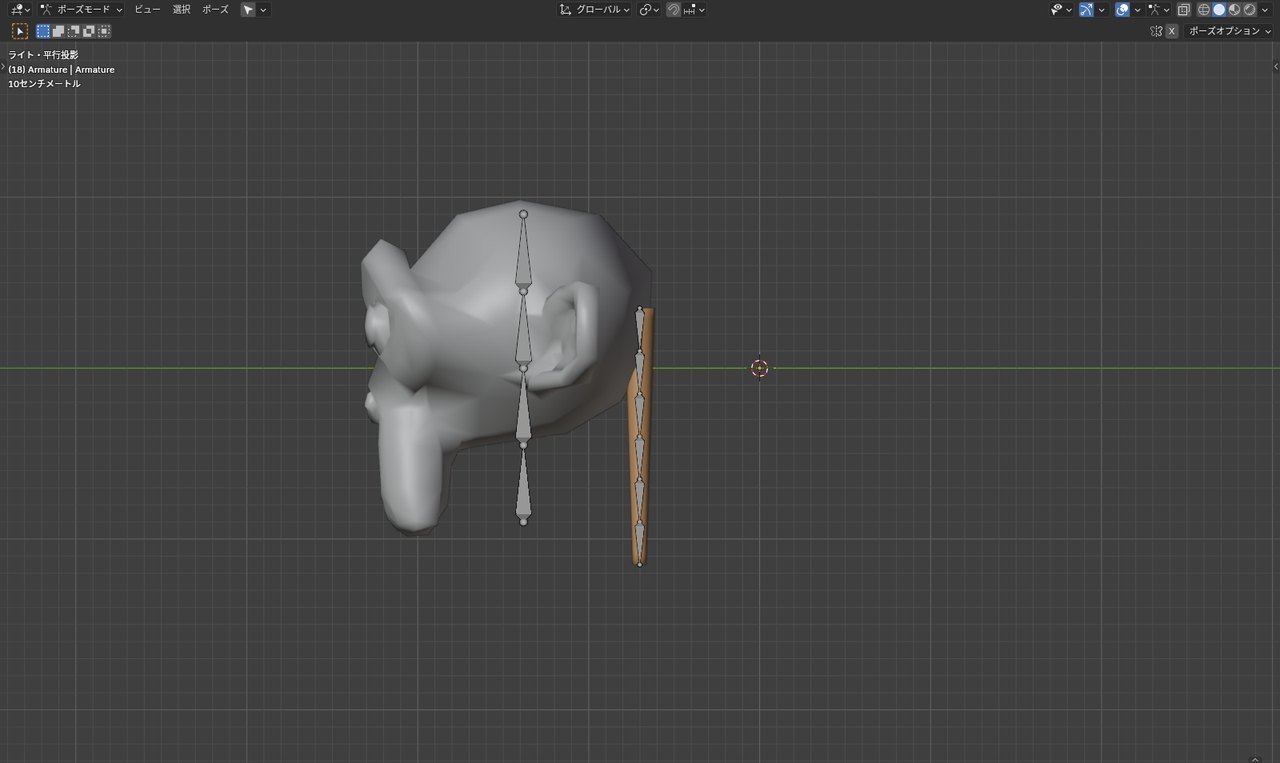 ポーズモード ビュー 選択 ポーズ グローバル
X ポーズオプション
ライト・平行投影
(18) Armature | Armature
10センチメートル